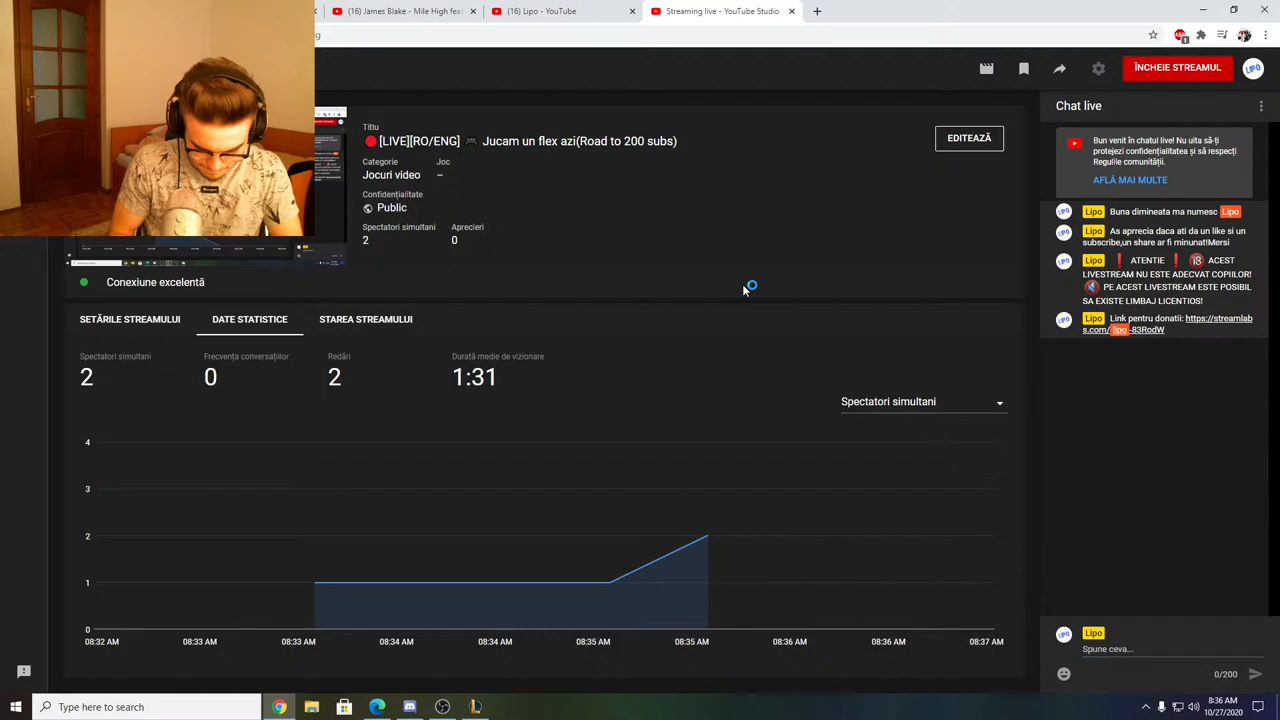 (16) James Blake - Mile High fea
(16) Lipo - YouTube
Streaming live - YouTube Studio
ÎNCHEIE STREAMUL
Titlu
[LIVE][RO/ENG] 🎮 Jucam un flex azi(Road to 200 subs)
EDITEAZĂ
Categorie
Joc
Jocuri video
–
Confidențialitate
Public
Spectatori simultani
Aprecieri
2
0
Conexiune excelentă
SETĂRILE STREAMULUI
DATE STATISTICE
STAREA STREAMULUI
Spectatori simultani
Frecvența conversațiilor
Redări
Durată medie de vizionare
2
0
2
1:31
Spectatori simultani
4
3
2
1
0
08:32 AM
08:33 AM
08:33 AM
08:34 AM
08:34 AM
08:35 AM
08:35 AM
08:36 AM
08:36 AM
08:37 AM
Chat live
Bun venit în chatul live! Nu uita să-ți
protejezi confidențialitatea și să respecți
Regulile comunității.
AFLĂ MAI MULTE
Lipo Buna dimineata ma numesc Lipo
Lipo As aprecia daca ati da un like si un
subscribe,un share ar fi minunat!Mersi
Lipo ❗ ATENTIE ❗ 🔞 ACEST
LIVESTREAM NU ESTE ADECVAT COPIILOR!
🔇 PE ACEST LIVESTREAM ESTE POSIBIL
SA EXISTE LIMBAJ LICENTIOS!
Lipo Link pentru donatii: https://streamlab
s.com/lipo-83RodW
Lipo
Spune ceva...
0/200
Type here to search
8:36 AM
10/27/2020